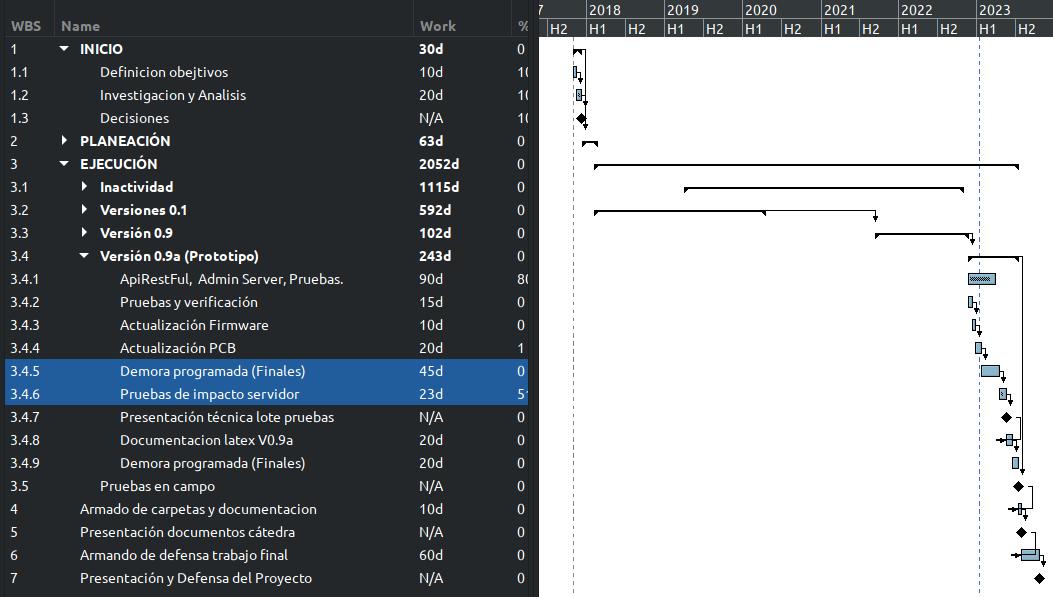 7 2018 2019 2020 2021 2022 2023
H2 H1 H2 H1 H2 H1 H2 H1 H2 H1 H2 H1 H2
WBS Name Work %
1 INICIO 30d 0
1.1 Definicion obejtivos 10d 10
1.2 Investigacion y Analisis 20d 10
1.3 Decisiones N/A 10
2 PLANEACIÓN 63d 0
3 EJECUCIÓN 2052d 0
3.1 Inactividad 1115d 0
3.2 Versiones 0.1 592d 0
3.3 Versión 0.9 102d 0
3.4 Versión 0.9a (Prototipo) 243d 0
3.4.1 ApiRestFul, Admin Server, Pruebas. 90d 80
3.4.2 Pruebas y verificación 15d 0
3.4.3 Actualización Firmware 10d 0
3.4.4 Actualización PCB 20d 1
3.4.5 Demora programada (Finales) 45d 0
3.4.6 Pruebas de impacto servidor 23d 5
3.4.7 Presentación técnica lote pruebas N/A 0
3.4.8 Documentacion latex V0.9a 20d 0
3.4.9 Demora programada (Finales) 20d 0
3.5 Pruebas en campo N/A 0
4 Armado de carpetas y documentacion 10d 0
5 Presentación documentos cátedra N/A 0
6 Armando de defensa trabajo final 60d 0
7 Presentación y Defensa del Proyecto N/A 0